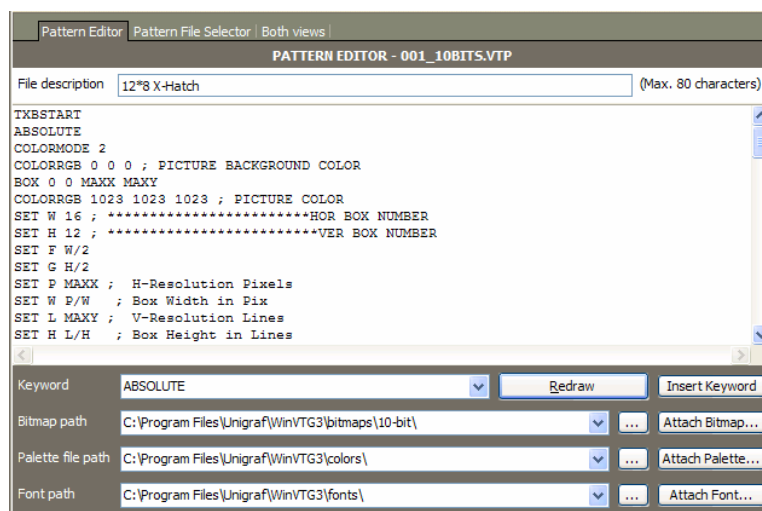 Pattern Editor Pattern File Selector Both views
PATTERN EDITOR - 001_10BITS.VTP
File description 12*8 X-Hatch (Max. 80 characters)
TXBSTART
ABSOLUTE
COLORMODE 2
COLORRGB 0 0 0 ; PICTURE BACKGROUND COLOR
BOX 0 0 MAXX MAXY
COLORRGB 1023 1023 1023 ; PICTURE COLOR
SET W 16 ; *************************HOR BOX NUMBER
SET H 12 ; **************************VER BOX NUMBER
SET F W/2
SET G H/2
SET P MAXX ;  H-Resolution Pixels
SET W P/W   ; Box Width in Pix
SET L MAXY ;  V-Resolution Lines
SET H L/H   ; Box Height in Lines
Keyword ABSOLUTE Redraw Insert Keyword
Bitmap path C:\Program Files\Unigraf\WinVTG3\bitmaps\10-bit\ ... Attach Bitmap...
Palette file path C:\Program Files\Unigraf\WinVTG3\colors\ ... Attach Palette...
Font path C:\Program Files\Unigraf\WinVTG3\fonts\ ... Attach Font...